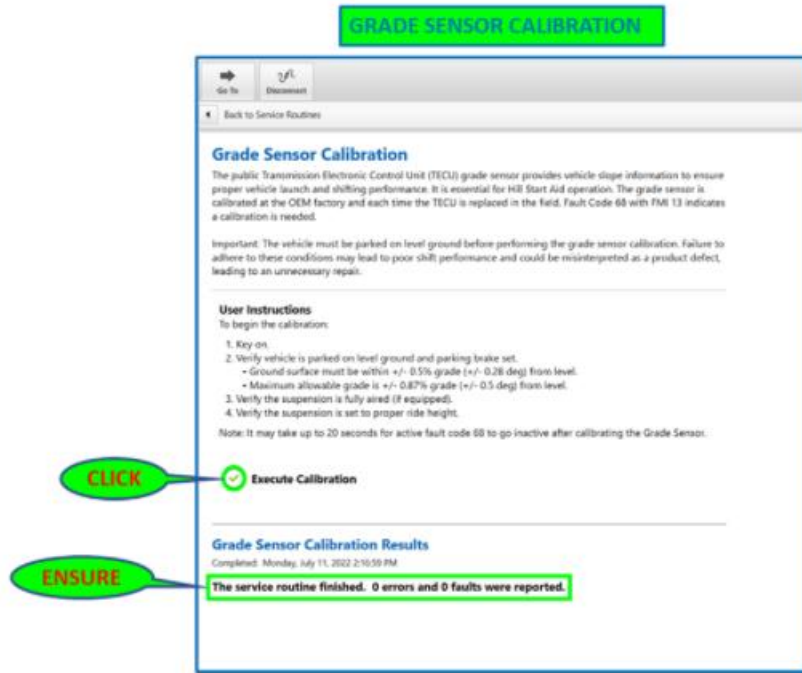 GRADE SENSOR CALIBRATION
Go To
Disconnect
Back to Service Routines
Grade Sensor Calibration
The public Transmission Electronic Control Unit (TECU) grade sensor provides vehicle slope information to ensure
proper vehicle launch and shifting performance. It is essential for Hill Start Aid operation. The grade sensor is
calibrated at the OEM factory and each time the TECU is replaced in the field. Fault Code 68 with FMI 13 indicates
a calibration is needed.
Important: The vehicle must be parked on level ground before performing the grade sensor calibration. Failure to
adhere to these conditions may lead to poor shift performance and could be misinterpreted as a product defect,
leading to an unnecessary repair.
User Instructions
To begin the calibration:
1. Key on.
2. Verify vehicle is parked on level ground and parking brake set.
• Ground surface must be within +/- 0.5% grade (+/- 0.28 deg) from level.
• Maximum allowable grade is +/- 0.87% grade (+/- 0.5 deg) from level.
3. Verify the suspension is fully aired (if equipped).
4. Verify the suspension is set to proper ride height.
Note: It may take up to 20 seconds for active fault code 68 to go inactive after calibrating the Grade Sensor.
CLICK
Execute Calibration
Grade Sensor Calibration Results
Completed: Monday, July 11, 2022 2:16:59 PM
ENSURE
The service routine finished. 0 errors and 0 faults were reported.